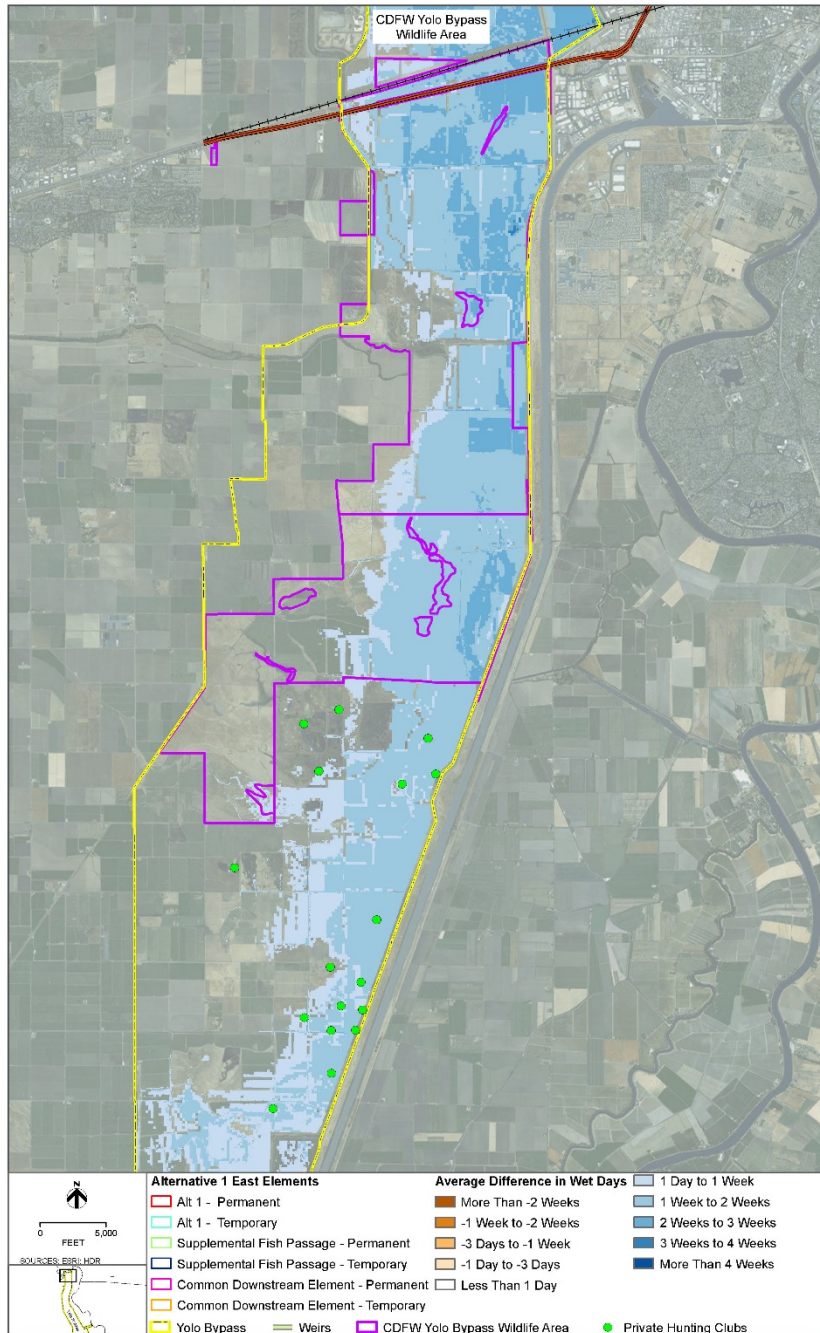 CDFW Yolo Bypass
Wildlife Area
N
0 5,000
FEET
SOURCES: ESRI; HDR
Alternative 1 East Elements
Alt 1 - Permanent
Alt 1 - Temporary
Supplemental Fish Passage - Permanent
Supplemental Fish Passage - Temporary
Common Downstream Element - Permanent
Common Downstream Element - Temporary
Yolo Bypass
Weirs
CDFW Yolo Bypass Wildlife Area
Private Hunting Clubs
Average Difference in Wet Days
More Than -2 Weeks
-1 Week to -2 Weeks
-3 Days to -1 Week
-1 Day to -3 Days
Less Than 1 Day
1 Day to 1 Week
1 Week to 2 Weeks
2 Weeks to 3 Weeks
3 Weeks to 4 Weeks
More Than 4 Weeks